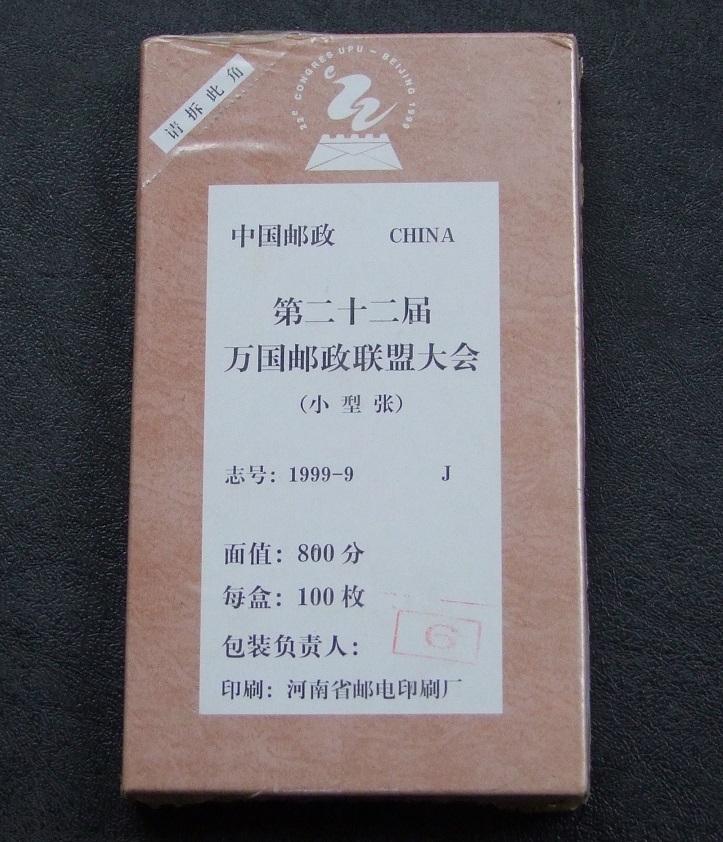 请拆此角
22e CONGRES UPU - BEIJING 1999
中国邮政 CHINA
第二十二届
万国邮政联盟大会
（小型张）
志号：1999-9 J
面值：800分
每盒：100枚
包装负责人：
6
印刷：河南省邮电印刷厂